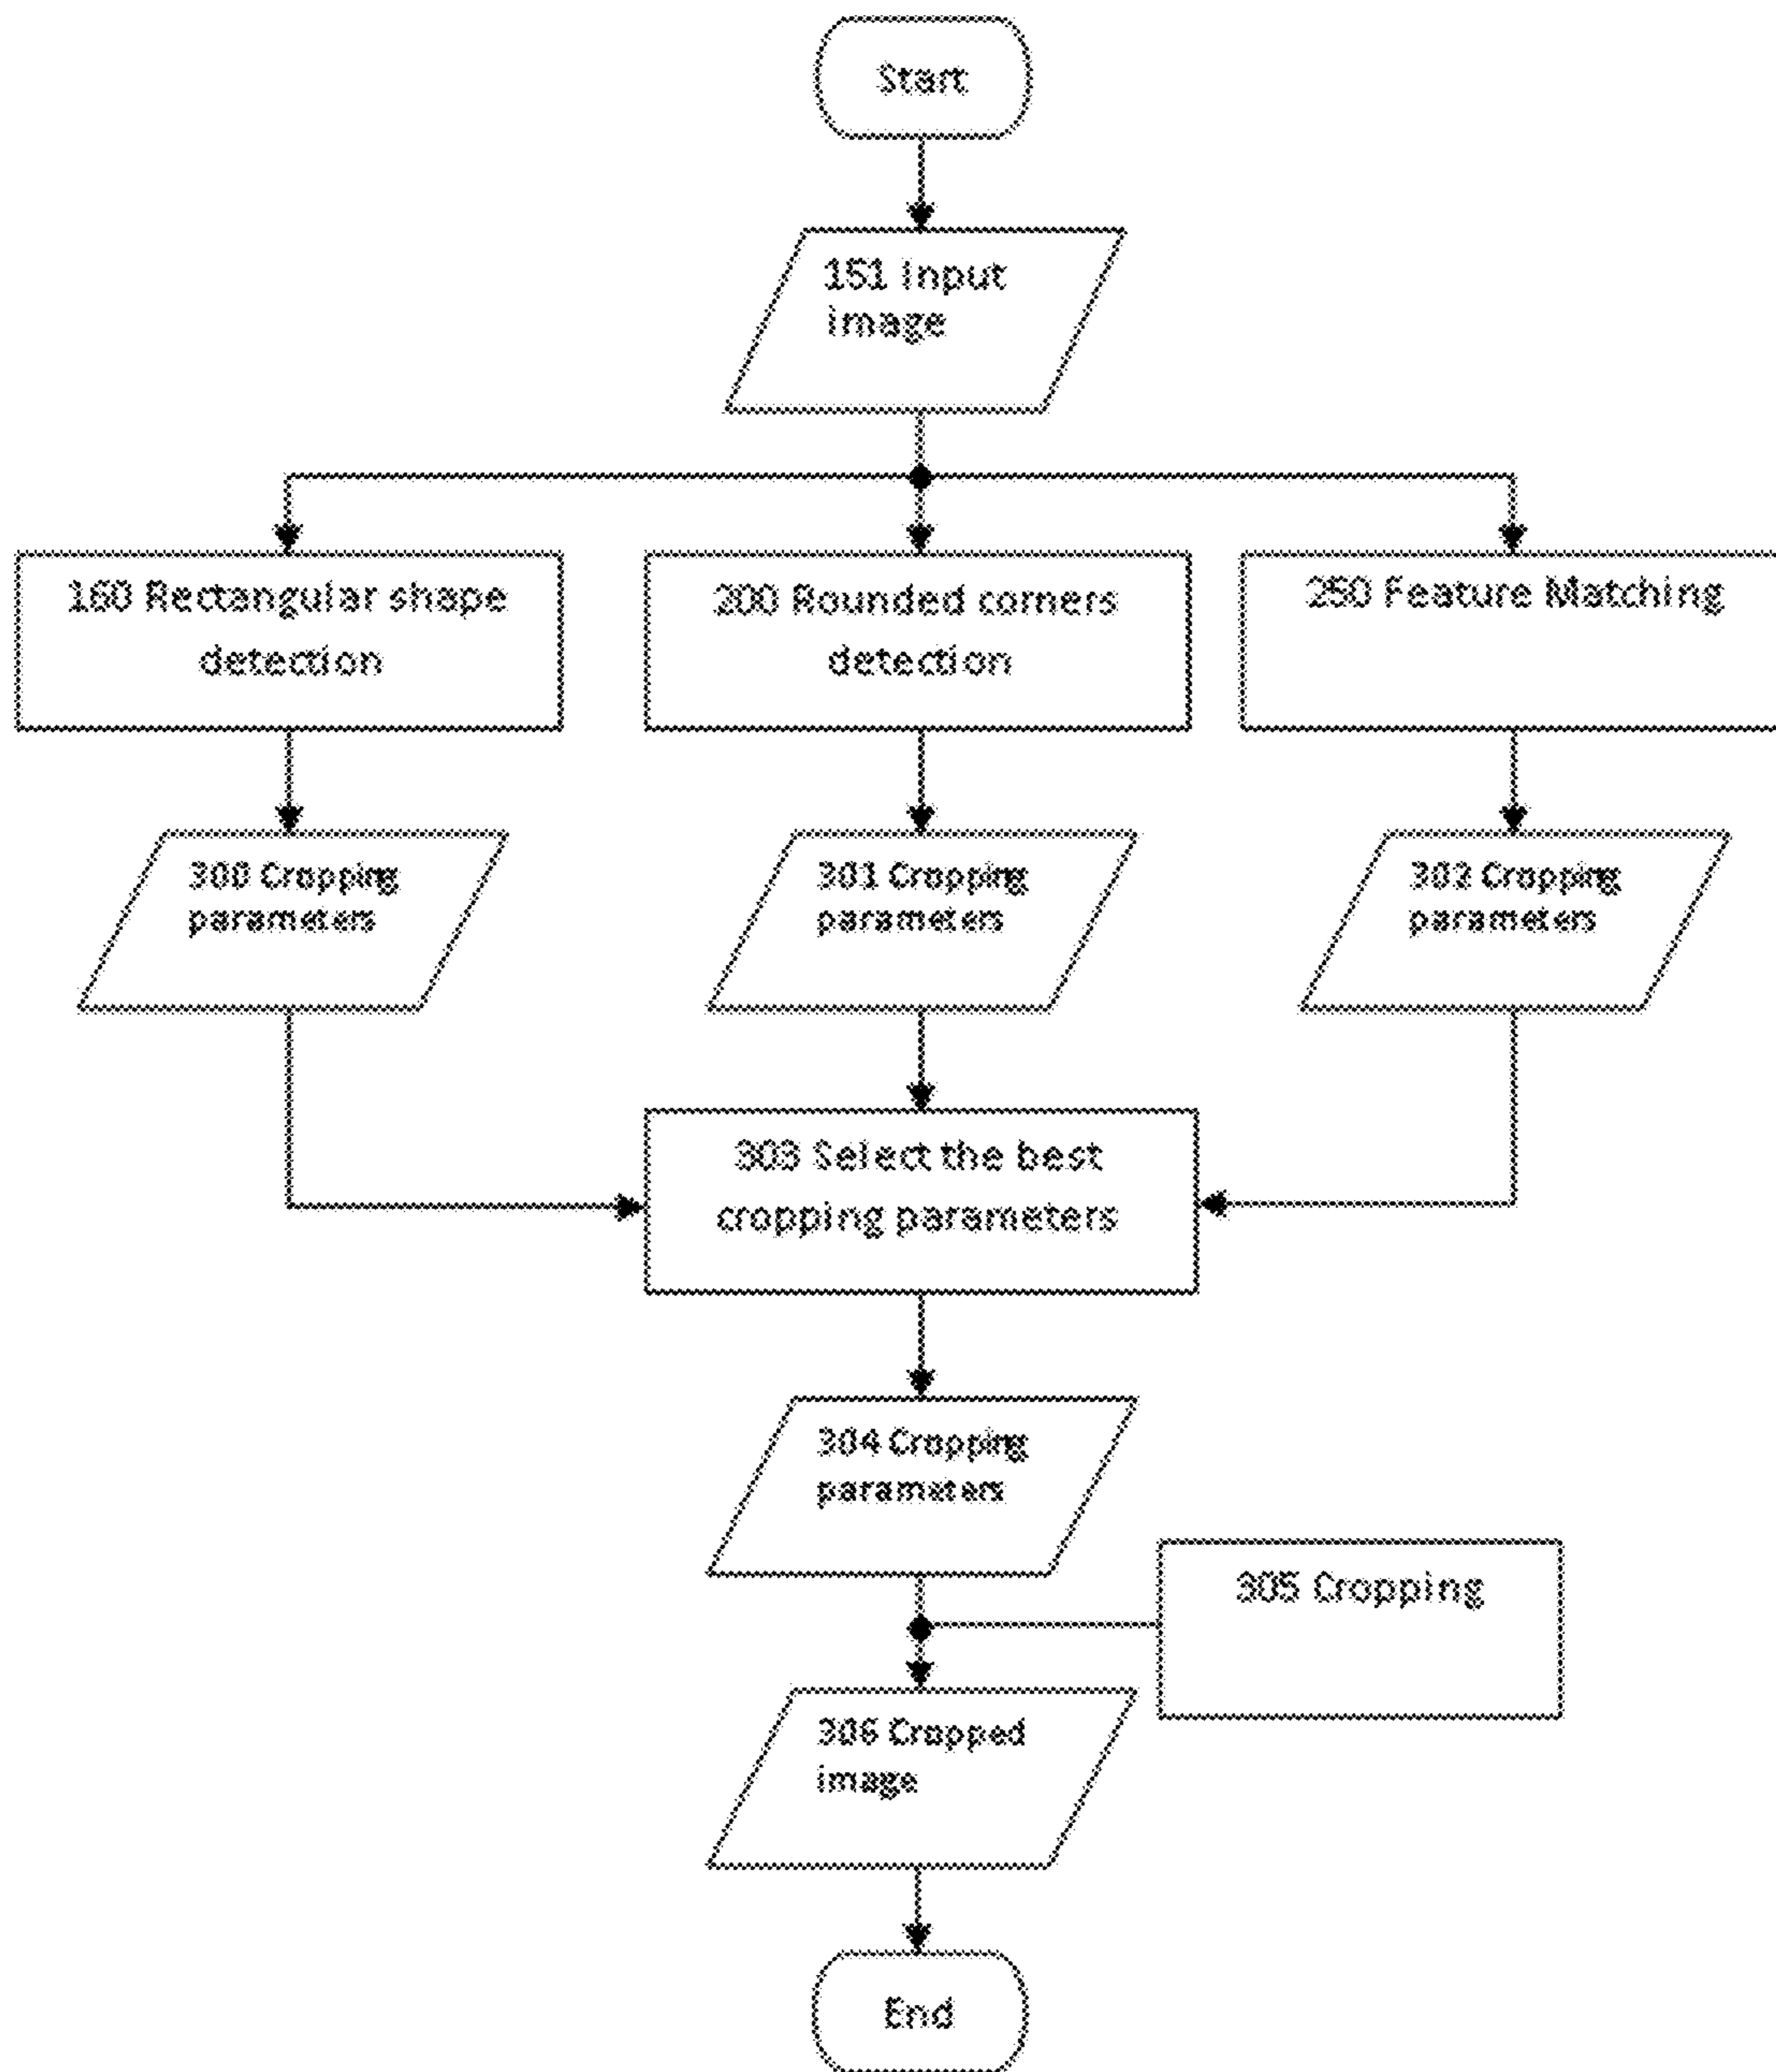 Start
151 Input
image
160 Rectangular shape
detection
200 Rounded corners
detection
250 Feature Matching
300 Cropping
parameters
301 Cropping
parameters
302 Cropping
parameters
303 Select the best
cropping parameters
304 Cropping
parameters
305 Cropping
306 Cropped
image
End